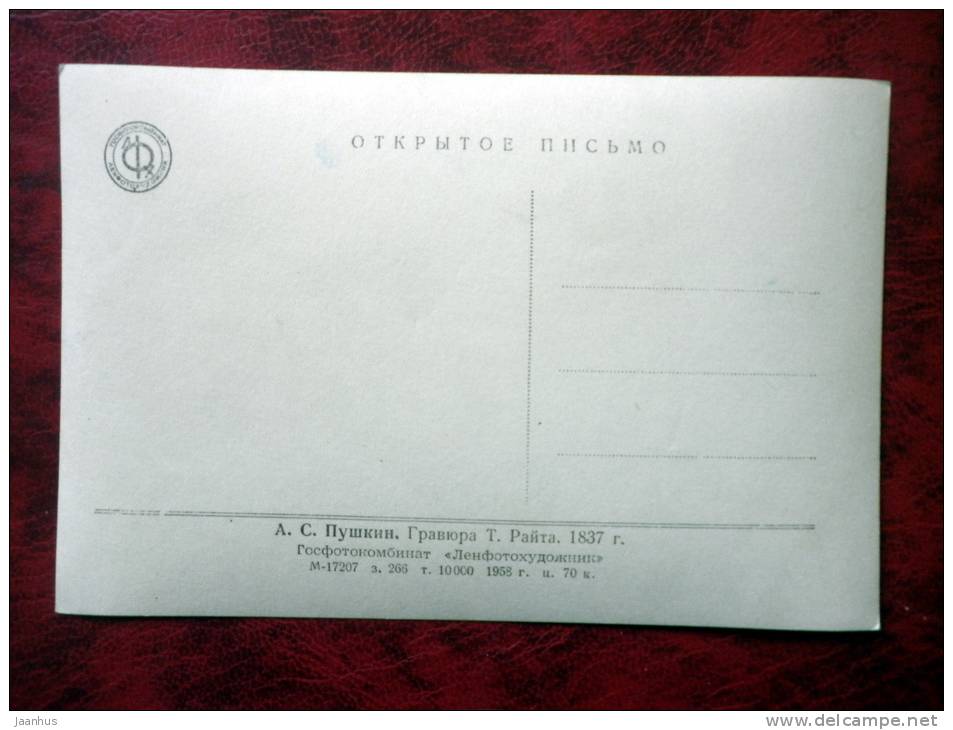 ОТКРЫТОЕ ПИСЬМО
А. С. Пушкин. Гравюра Т. Райта. 1837 г.
Госфотокомбинат «Ленфотохудожник»
М-17207 з. 266 т. 10000 1958 г. ц. 70 к.
jaanhus
www.delcampe.net